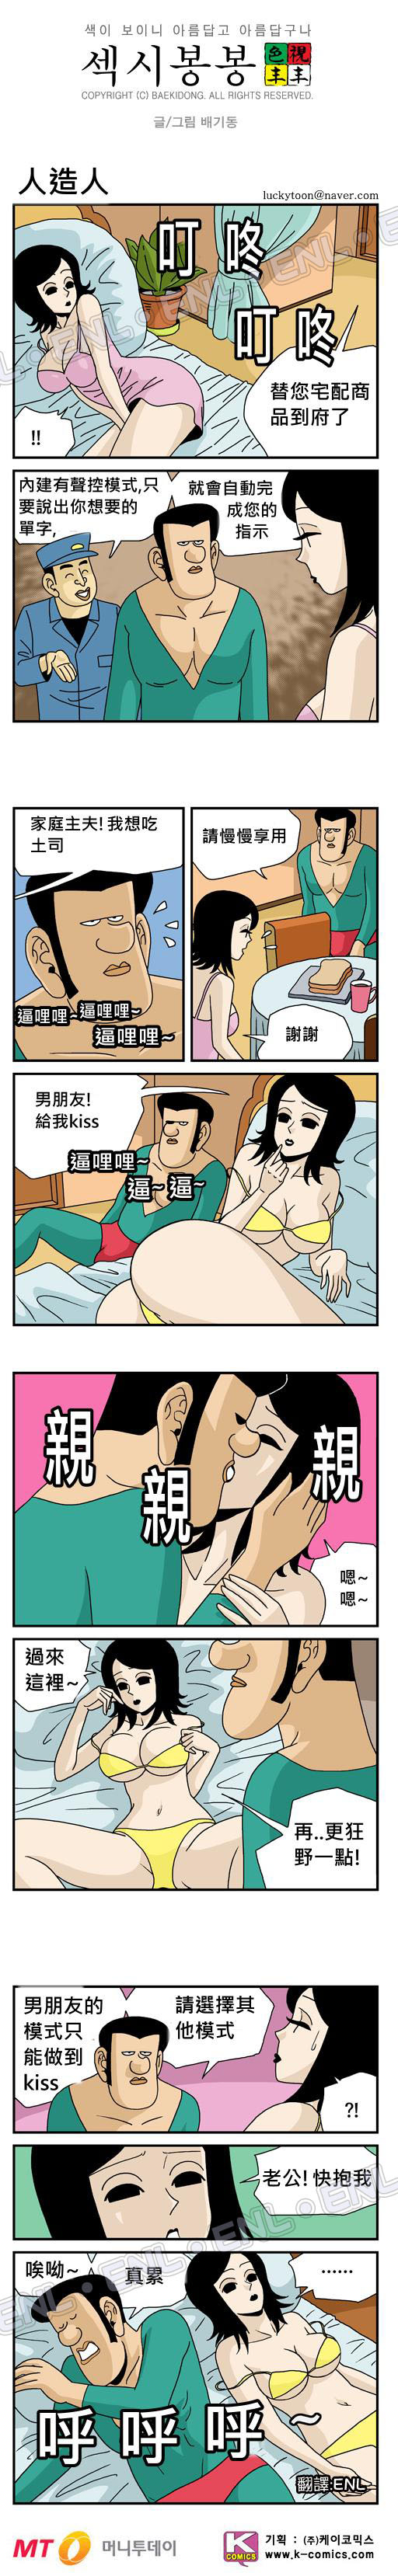 색이 보이니 아름답고 아름답구나
섹시봉봉 色視主主
COPYRIGHT (C) BAEKIDONG. ALL RIGHTS RESERVED.
글/그림 배기동
人造人
luckytoon@naver.com
叮咚
叮咚
替您宅配商
品到府了
!!
內建有聲控模式,只
要說出你想要的
單字,
就會自動完
成您的
指示
家庭主夫! 我想吃
土司
逼哩哩~
逼哩哩~
逼哩哩~
請慢慢享用
謝謝
男朋友!
給我kiss
逼哩哩~
逼~逼~
親
親
親
嗯~
嗯~
過來
這裡~
再..更狂
野一點!
男朋友的
模式只
能做到
kiss
請選擇其
他模式
?!
老公! 快抱我
唉呦~
真累
......
呼呼呼~
翻譯:ENL
MT 머니투데이
K COMICS
기획 : (주)케이코믹스
www.k-comics.com
ENL